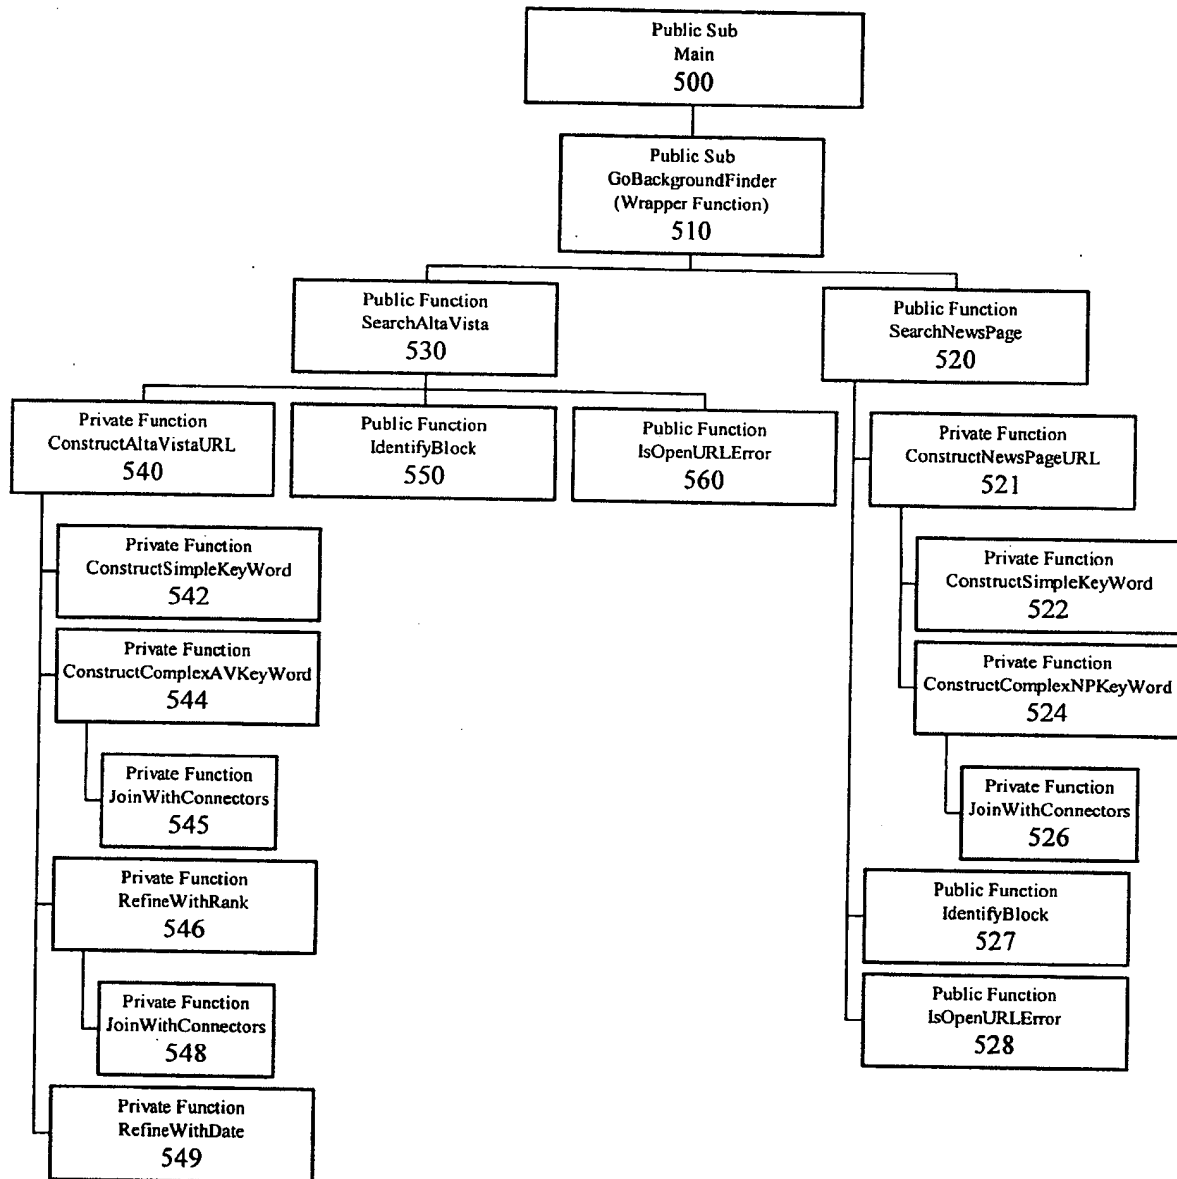 Public Sub
Main
500
Public Sub
GoBackgroundFinder
(Wrapper Function)
510
Public Function
SearchAltaVista
530
Public Function
SearchNewsPage
520
Private Function
ConstructAltaVistaURL
540
Public Function
IdentifyBlock
550
Public Function
IsOpenURLError
560
Private Function
ConstructNewsPageURL
521
Private Function
ConstructSimpleKeyWord
542
Private Function
ConstructSimpleKeyWord
522
Private Function
ConstructComplexAVKeyWord
544
Private Function
ConstructComplexNPKeyWord
524
Private Function
JoinWithConnectors
545
Private Function
JoinWithConnectors
526
Private Function
RefineWithRank
546
Public Function
IdentifyBlock
527
Private Function
JoinWithConnectors
548
Public Function
IsOpenURLError
528
Private Function
RefineWithDate
549